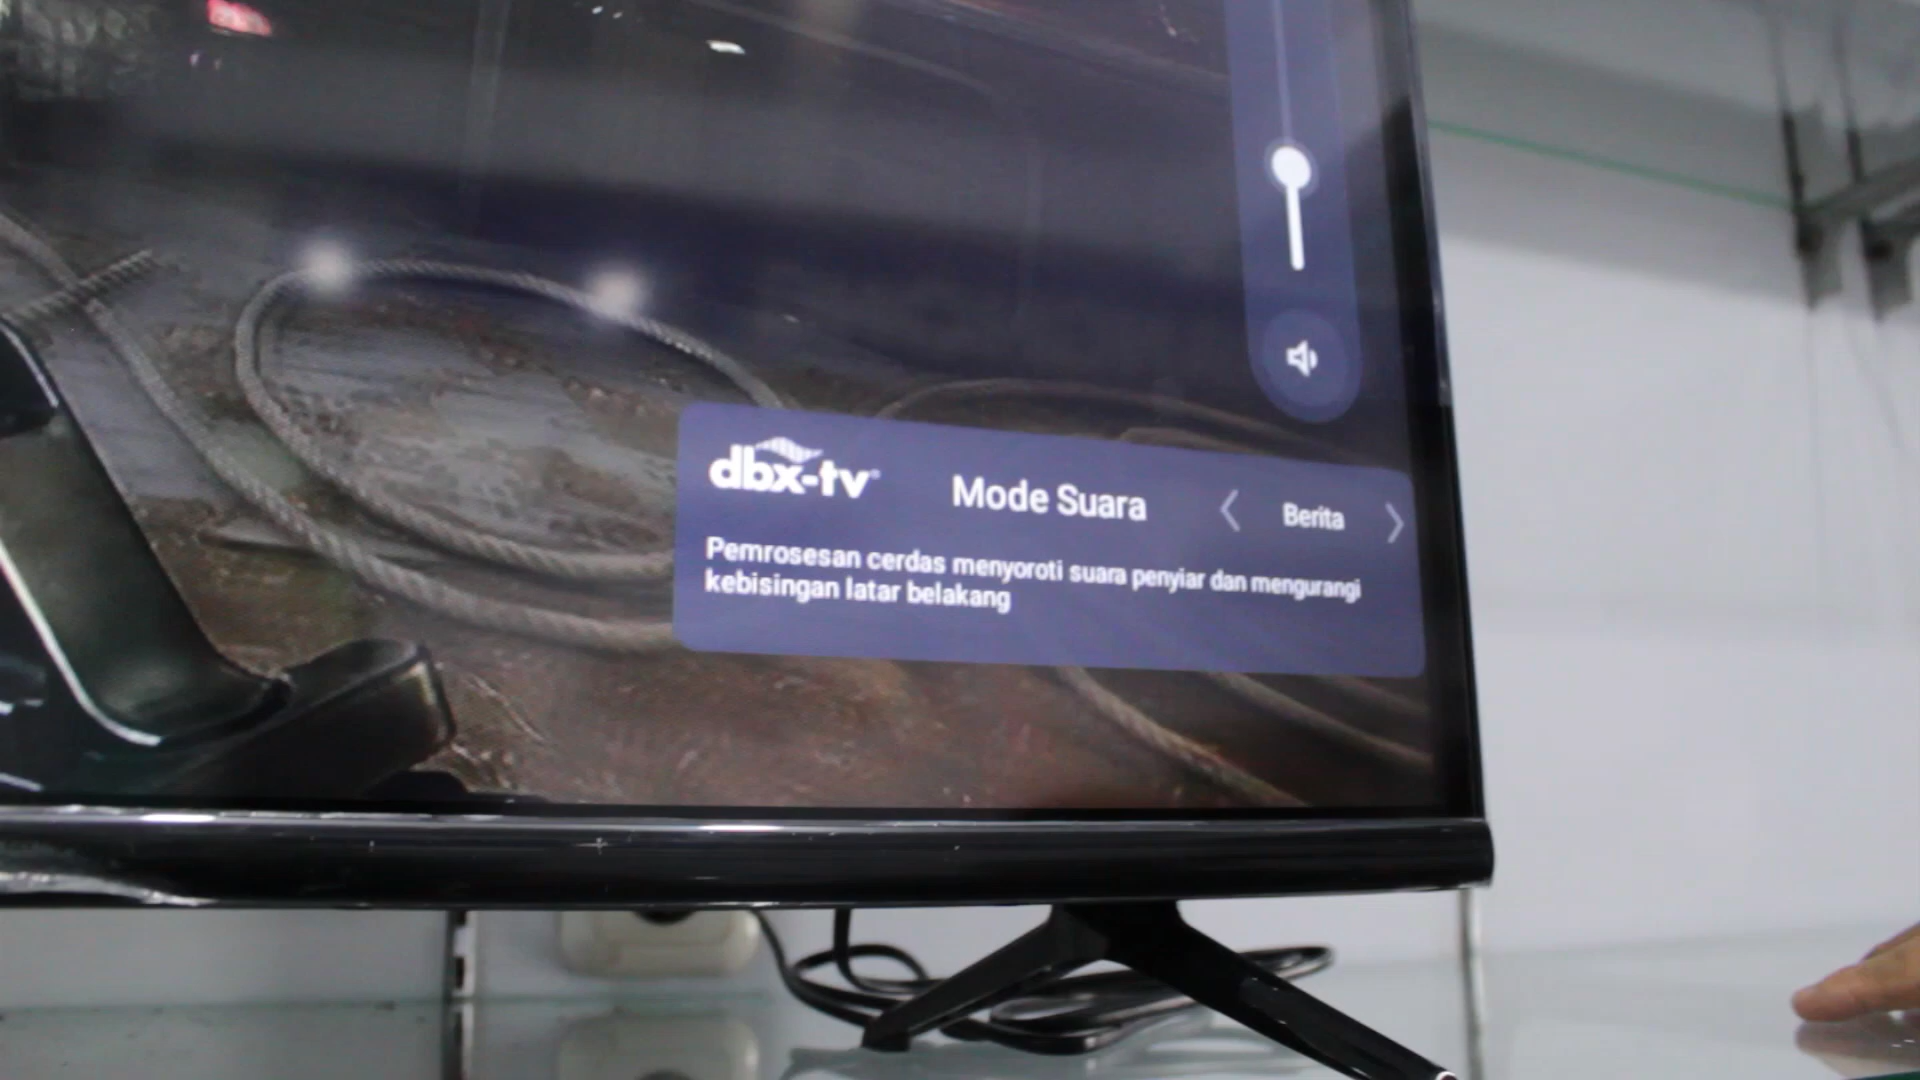 dbx-tv®
Mode Suara
Berita
Pemrosesan cerdas menyoroti suara penyiar dan mengurangi
kebisingan latar belakang